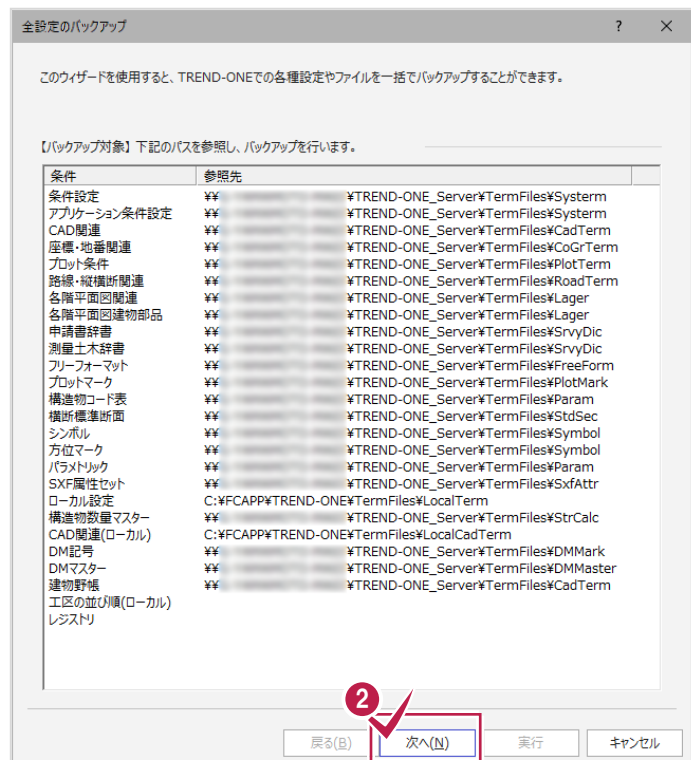 全設定のバックアップ ? ×
このウィザードを使用すると、TREND-ONEでの各種設定やファイルを一括でバックアップすることができます。
【バックアップ対象】下記のパスを参照し、バックアップを行います。
条件 参照先
条件設定 ¥¥ ¥TREND-ONE_Server¥TermFiles¥Systerm
アプリケーション条件設定 ¥¥ ¥TREND-ONE_Server¥TermFiles¥Systerm
CAD関連 ¥¥ ¥TREND-ONE_Server¥TermFiles¥CadTerm
座標・地番関連 ¥¥ ¥TREND-ONE_Server¥TermFiles¥CoGrTerm
プロット条件 ¥¥ ¥TREND-ONE_Server¥TermFiles¥PlotTerm
路線・縦横断関連 ¥¥ ¥TREND-ONE_Server¥TermFiles¥RoadTerm
各階平面図関連 ¥¥ ¥TREND-ONE_Server¥TermFiles¥Lager
各階平面図建物部品 ¥¥ ¥TREND-ONE_Server¥TermFiles¥Lager
申請書辞書 ¥¥ ¥TREND-ONE_Server¥TermFiles¥SrvyDic
測量土木辞書 ¥¥ ¥TREND-ONE_Server¥TermFiles¥SrvyDic
フリーフォーマット ¥¥ ¥TREND-ONE_Server¥TermFiles¥FreeForm
プロットマーク ¥¥ ¥TREND-ONE_Server¥TermFiles¥PlotMark
構造物コード表 ¥¥ ¥TREND-ONE_Server¥TermFiles¥Param
横断標準断面 ¥¥ ¥TREND-ONE_Server¥TermFiles¥StdSec
シンボル ¥¥ ¥TREND-ONE_Server¥TermFiles¥Symbol
方位マーク ¥¥ ¥TREND-ONE_Server¥TermFiles¥Symbol
パラメトリック ¥¥ ¥TREND-ONE_Server¥TermFiles¥Param
SXF属性セット ¥¥ ¥TREND-ONE_Server¥TermFiles¥SxfAttr
ローカル設定 C:¥FCAPP¥TREND-ONE¥TermFiles¥LocalTerm
構造物数量マスター ¥¥ ¥TREND-ONE_Server¥TermFiles¥StrCalc
CAD関連(ローカル) C:¥FCAPP¥TREND-ONE¥TermFiles¥LocalCadTerm
DM記号 ¥¥ ¥TREND-ONE_Server¥TermFiles¥DMMark
DMマスター ¥¥ ¥TREND-ONE_Server¥TermFiles¥DMMaster
建物野帳 ¥¥ ¥TREND-ONE_Server¥TermFiles¥CadTerm
工区の並び順(ローカル)
レジストリ
2
戻る(B) 次へ(N) 実行 キャンセル